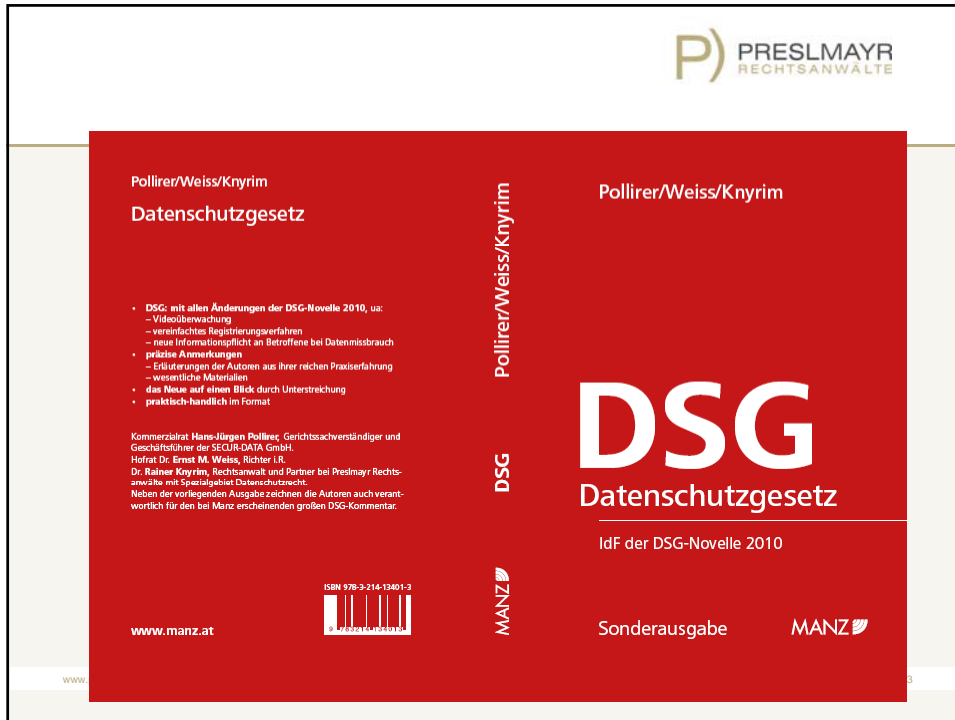 P) PRESLMAYR
RECHTSANWÄLTE
Pollirer/Weiss/Knyrim
Datenschutzgesetz
• DSG: mit allen Änderungen der DSG-Novelle 2010, ua:
– Videoüberwachung
– vereinfachtes Registrierungsverfahren
– neue Informationspflicht an Betroffene bei Datenmissbrauch
• präzise Anmerkungen
– Erläuterungen der Autoren aus ihrer reichen Praxiserfahrung
– wesentliche Materialien
• das Neue auf einen Blick durch Unterstreichung
• praktisch-handlich im Format
Kommerzialrat Hans-Jürgen Pollirer, Gerichtssachverständiger und
Geschäftsführer der SECUR-DATA GmbH.
Hofrat Dr. Ernst M. Weiss, Richter i.R.
Dr. Rainer Knyrim, Rechtsanwalt und Partner bei Preslmayr Rechts-
anwälte mit Spezialgebiet Datenschutzrecht.
Neben der vorliegenden Ausgabe zeichnen die Autoren auch verant-
wortlich für den bei Manz erscheinenden großen DSG-Kommentar.
ISBN 978-3-214-13401-3
9 783214 134013
www.manz.at
Pollirer/Weiss/Knyrim
DSG
MANZ
Pollirer/Weiss/Knyrim
DSG
Datenschutzgesetz
IdF der DSG-Novelle 2010
Sonderausgabe
MANZ
www.
3